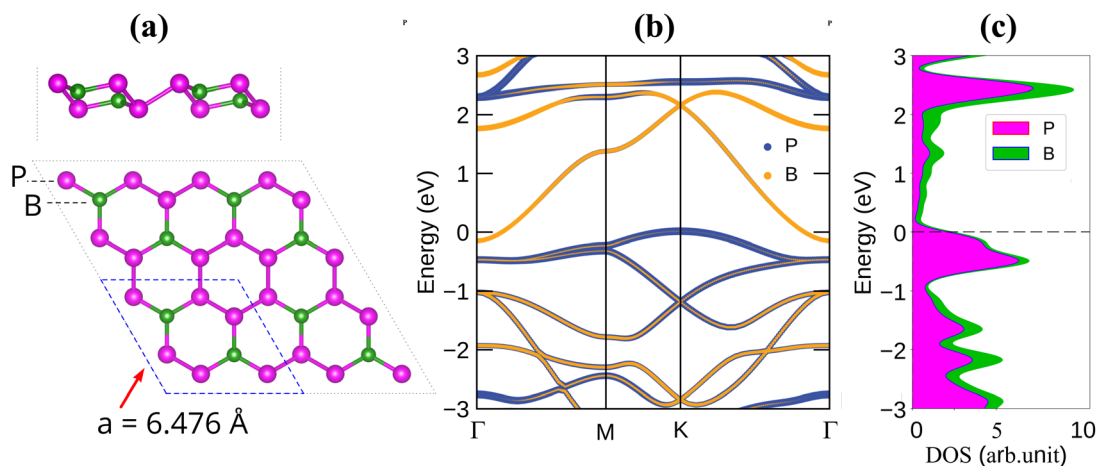 (a)
P
(b)
P
(c)
P
B
a = 6.476 Å
Energy (eV)
3
2
1
0
−1
−2
−3
P
B
Γ
M
K
Γ
Energy (eV)
3
2
1
0
−1
−2
−3
P
B
0
5
10
DOS (arb.unit)